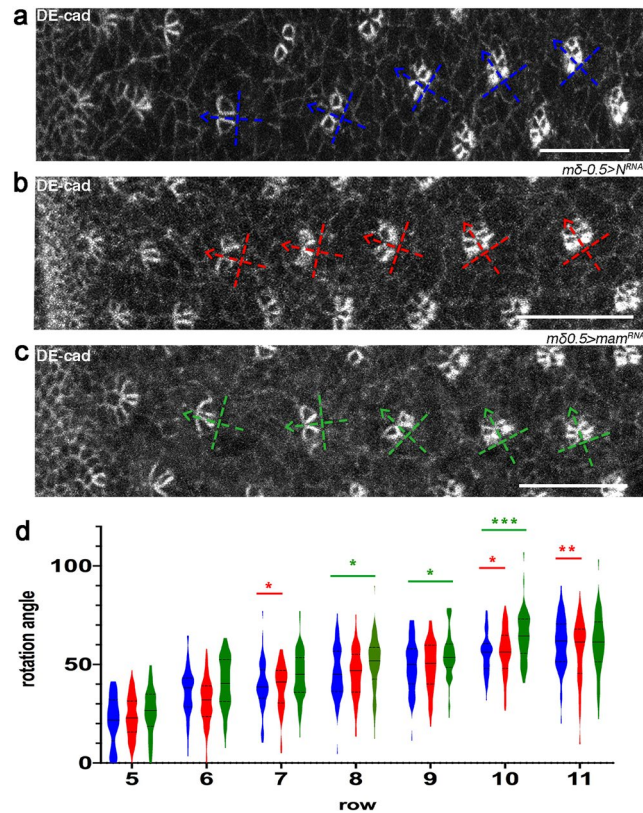 a DE-cad
mδ-0.5>N^RNA
b DE-cad
mδ0.5>mam^RNA
c DE-cad
d
rotation angle
100
50
0
* * * * *** **
5 6 7 8 9 10 11
row